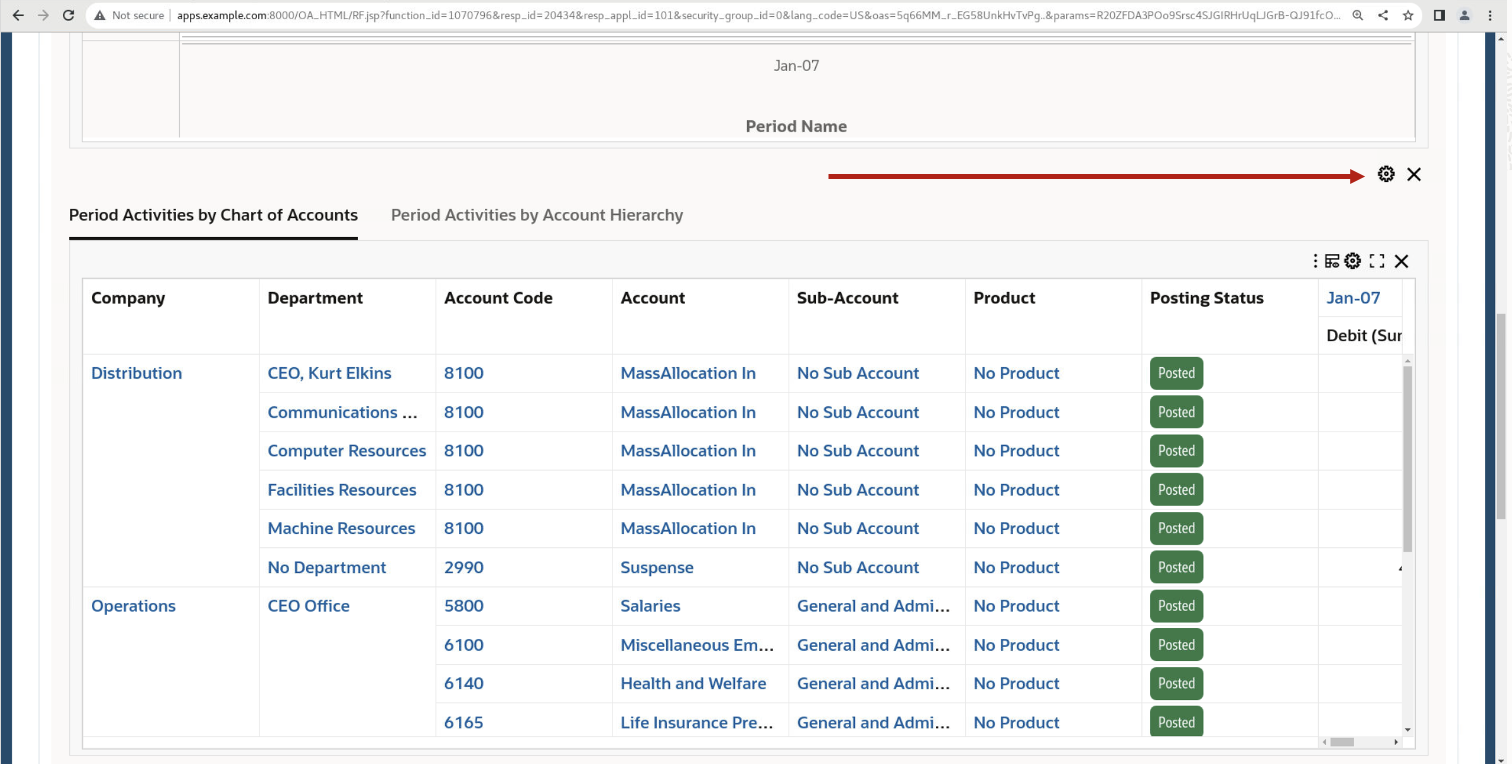 Not secure apps.example.com:8000/OA_HTML/RF.jsp?function_id=1070796&resp_id=20434&resp_appl_id=101&security_group_id=0&lang_code=US&oas=5q66MM_r_EG58UnkHvTvPg..&params=R20ZFDA3POo9Srsc4SJGIRHrUqLJGrB-QJ91fcO...
Jan-07
Period Name
Period Activities by Chart of Accounts Period Activities by Account Hierarchy
Company Department Account Code Account Sub-Account Product Posting Status Jan-07
Debit (Sur
Distribution CEO, Kurt Elkins 8100 MassAllocation In No Sub Account No Product Posted
Communications ... 8100 MassAllocation In No Sub Account No Product Posted
Computer Resources 8100 MassAllocation In No Sub Account No Product Posted
Facilities Resources 8100 MassAllocation In No Sub Account No Product Posted
Machine Resources 8100 MassAllocation In No Sub Account No Product Posted
No Department 2990 Suspense No Sub Account No Product Posted
Operations CEO Office 5800 Salaries General and Admi... No Product Posted
6100 Miscellaneous Em... General and Admi... No Product Posted
6140 Health and Welfare General and Admi... No Product Posted
6165 Life Insurance Pre... General and Admi... No Product Posted